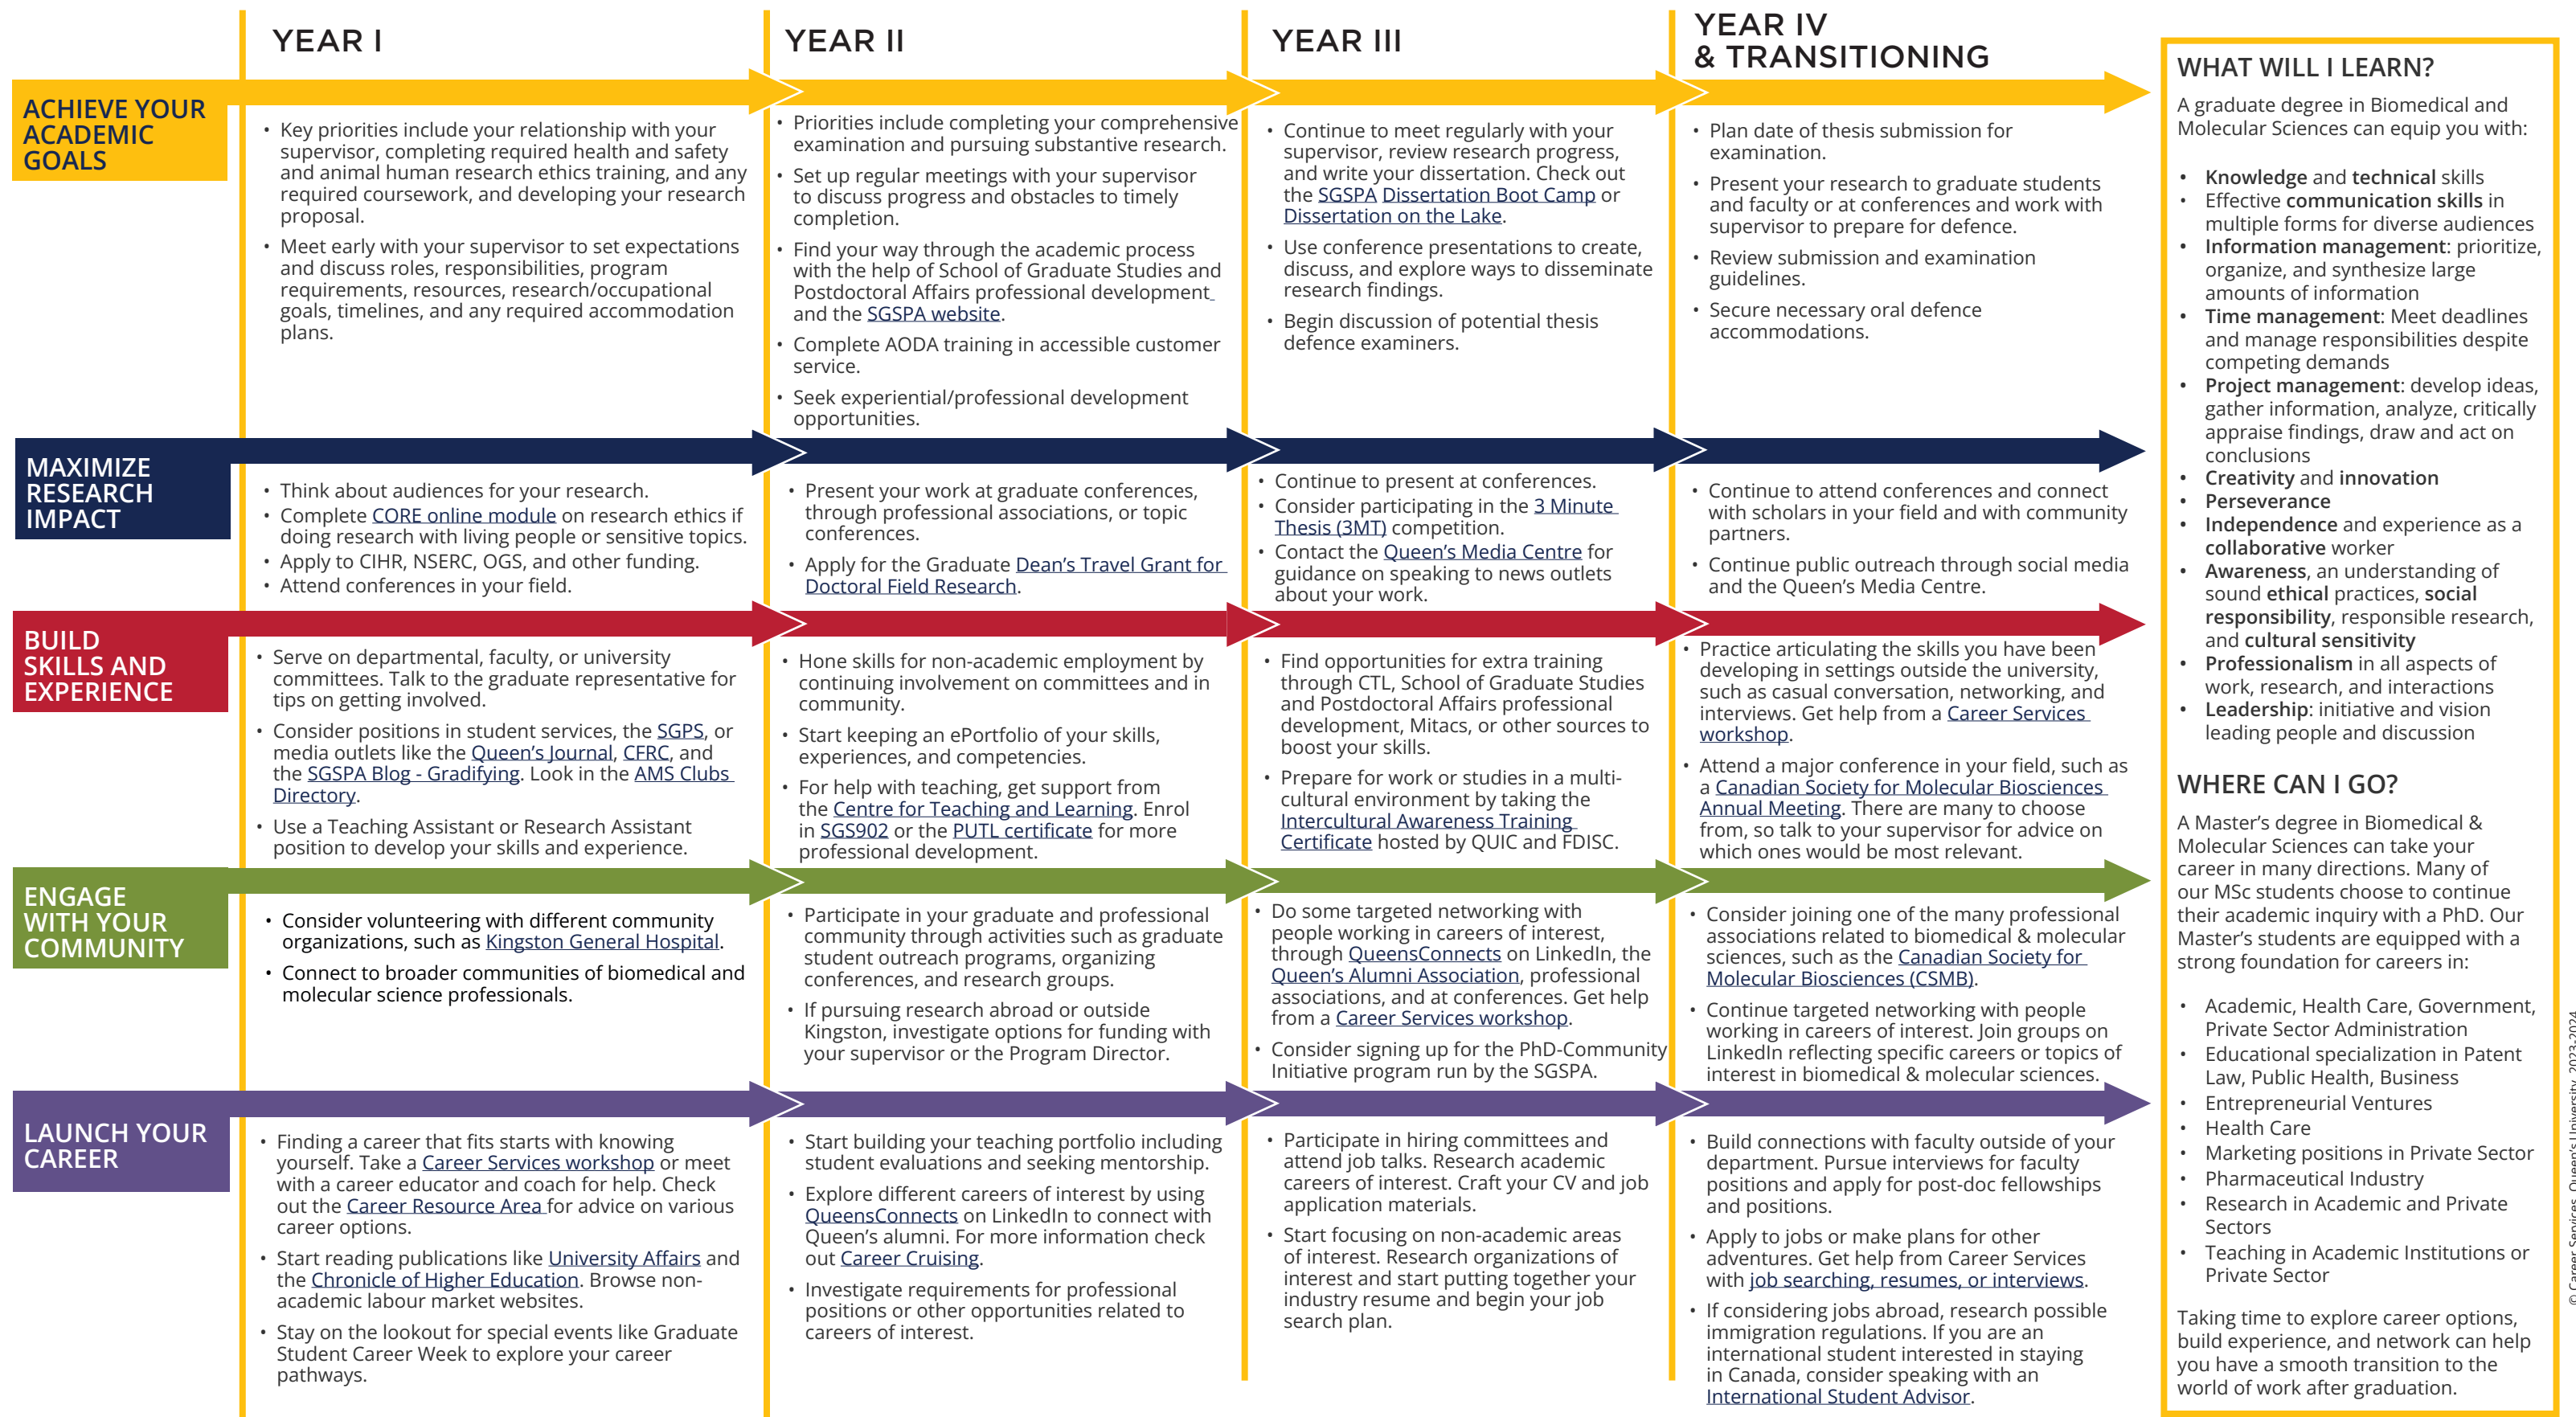 YEAR I
YEAR II
YEAR III
YEAR IV
& TRANSITIONING
ACHIEVE YOUR
ACADEMIC
GOALS
• Key priorities include your relationship with your
supervisor, completing required health and safety
and animal human research ethics training, and any
required coursework, and developing your research
proposal.
• Meet early with your supervisor to set expectations
and discuss roles, responsibilities, program
requirements, resources, research/occupational
goals, timelines, and any required accommodation
plans.
• Priorities include completing your comprehensive
examination and pursuing substantive research.
• Set up regular meetings with your supervisor
to discuss progress and obstacles to timely
completion.
• Find your way through the academic process
with the help of School of Graduate Studies and
Postdoctoral Affairs professional development
and the SGSPA website.
• Complete AODA training in accessible customer
service.
• Seek experiential/professional development
opportunities.
• Continue to meet regularly with your
supervisor, review research progress,
and write your dissertation. Check out
the SGSPA Dissertation Boot Camp or
Dissertation on the Lake.
• Use conference presentations to create,
discuss, and explore ways to disseminate
research findings.
• Begin discussion of potential thesis
defence examiners.
• Plan date of thesis submission for
examination.
• Present your research to graduate students
and faculty or at conferences and work with
supervisor to prepare for defence.
• Review submission and examination
guidelines.
• Secure necessary oral defence
accommodations.
MAXIMIZE
RESEARCH
IMPACT
• Think about audiences for your research.
• Complete CORE online module on research ethics if
doing research with living people or sensitive topics.
• Apply to CIHR, NSERC, OGS, and other funding.
• Attend conferences in your field.
• Present your work at graduate conferences,
through professional associations, or topic
conferences.
• Apply for the Graduate Dean's Travel Grant for
Doctoral Field Research.
• Continue to present at conferences.
• Consider participating in the 3 Minute
Thesis (3MT) competition.
• Contact the Queen's Media Centre for
guidance on speaking to news outlets
about your work.
• Continue to attend conferences and connect
with scholars in your field and with community
partners.
• Continue public outreach through social media
and the Queen's Media Centre.
BUILD
SKILLS AND
EXPERIENCE
• Serve on departmental, faculty, or university
committees. Talk to the graduate representative for
tips on getting involved.
• Consider positions in student services, the SGPS, or
media outlets like the Queen's Journal, CFRC, and
the SGSPA Blog - Gradifying. Look in the AMS Clubs
Directory.
• Use a Teaching Assistant or Research Assistant
position to develop your skills and experience.
• Hone skills for non-academic employment by
continuing involvement on committees and in
community.
• Start keeping an ePortfolio of your skills,
experiences, and competencies.
• For help with teaching, get support from
the Centre for Teaching and Learning. Enrol
in SGS902 or the PUTL certificate for more
professional development.
• Find opportunities for extra training
through CTL, School of Graduate Studies
and Postdoctoral Affairs professional
development, Mitacs, or other sources to
boost your skills.
• Prepare for work or studies in a multi-
cultural environment by taking the
Intercultural Awareness Training
Certificate hosted by QUIC and FDISC.
• Practice articulating the skills you have been
developing in settings outside the university,
such as casual conversation, networking, and
interviews. Get help from a Career Services
workshop.
• Attend a major conference in your field, such as
a Canadian Society for Molecular Biosciences
Annual Meeting. There are many to choose
from, so talk to your supervisor for advice on
which ones would be most relevant.
ENGAGE
WITH YOUR
COMMUNITY
• Consider volunteering with different community
organizations, such as Kingston General Hospital.
• Connect to broader communities of biomedical and
molecular science professionals.
• Participate in your graduate and professional
community through activities such as graduate
student outreach programs, organizing
conferences, and research groups.
• If pursuing research abroad or outside
Kingston, investigate options for funding with
your supervisor or the Program Director.
• Do some targeted networking with
people working in careers of interest,
through QueensConnects on LinkedIn, the
Queen's Alumni Association, professional
associations, and at conferences. Get help
from a Career Services workshop.
• Consider signing up for the PhD-Community
Initiative program run by the SGSPA.
• Consider joining one of the many professional
associations related to biomedical & molecular
sciences, such as the Canadian Society for
Molecular Biosciences (CSMB).
• Continue targeted networking with people
working in careers of interest. Join groups on
LinkedIn reflecting specific careers or topics of
interest in biomedical & molecular sciences.
LAUNCH YOUR
CAREER
• Finding a career that fits starts with knowing
yourself. Take a Career Services workshop or meet
with a career educator and coach for help. Check
out the Career Resource Area for advice on various
career options.
• Start reading publications like University Affairs and
the Chronicle of Higher Education. Browse non-
academic labour market websites.
• Stay on the lookout for special events like Graduate
Student Career Week to explore your career
pathways.
• Start building your teaching portfolio including
student evaluations and seeking mentorship.
• Explore different careers of interest by using
QueensConnects on LinkedIn to connect with
Queen's alumni. For more information check
out Career Cruising.
• Investigate requirements for professional
positions or other opportunities related to
careers of interest.
• Participate in hiring committees and
attend job talks. Research academic
careers of interest. Craft your CV and job
application materials.
• Start focusing on non-academic areas
of interest. Research organizations of
interest and start putting together your
industry resume and begin your job
search plan.
• Build connections with faculty outside of your
department. Pursue interviews for faculty
positions and apply for post-doc fellowships
and positions.
• Apply to jobs or make plans for other
adventures. Get help from Career Services
with job searching, resumes, or interviews.
• If considering jobs abroad, research possible
immigration regulations. If you are an
international student interested in staying
in Canada, consider speaking with an
International Student Advisor.
WHAT WILL I LEARN?
A graduate degree in Biomedical and
Molecular Sciences can equip you with:
• Knowledge and technical skills
• Effective communication skills in
multiple forms for diverse audiences
• Information management: prioritize,
organize, and synthesize large
amounts of information
• Time management: Meet deadlines
and manage responsibilities despite
competing demands
• Project management: develop ideas,
gather information, analyze, critically
appraise findings, draw and act on
conclusions
• Creativity and innovation
• Perseverance
• Independence and experience as a
collaborative worker
• Awareness, an understanding of
sound ethical practices, social
responsibility, responsible research,
and cultural sensitivity
• Professionalism in all aspects of
work, research, and interactions
• Leadership: initiative and vision
leading people and discussion
WHERE CAN I GO?
A Master's degree in Biomedical &
Molecular Sciences can take your
career in many directions. Many of
our MSc students choose to continue
their academic inquiry with a PhD. Our
Master's students are equipped with a
strong foundation for careers in:
• Academic, Health Care, Government,
Private Sector Administration
• Educational specialization in Patent
Law, Public Health, Business
• Entrepreneurial Ventures
• Health Care
• Marketing positions in Private Sector
• Pharmaceutical Industry
• Research in Academic and Private
Sectors
• Teaching in Academic Institutions or
Private Sector
Taking time to explore career options,
build experience, and network can help
you have a smooth transition to the
world of work after graduation.
© Career Services, Queen's University, 2023-2024